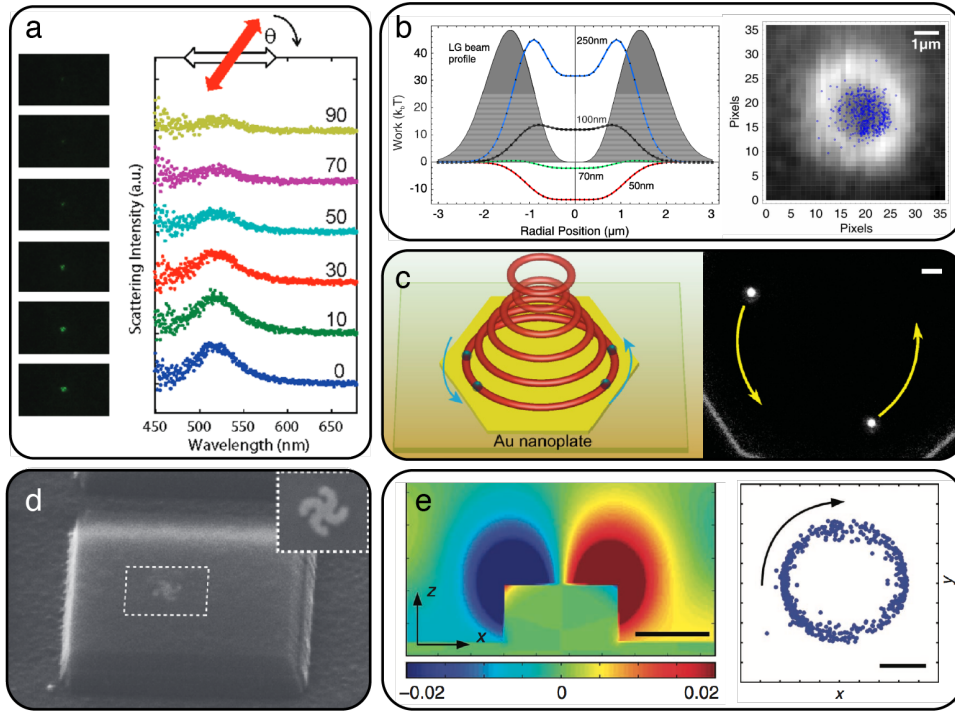 a
θ
Scattering Intensity (a.u.)
90
70
50
30
10
0
450 500 550 600 650
Wavelength (nm)
b
LG beam
profile
250nm
100nm
70nm
50nm
Work (kbT)
40
30
20
10
0
-10
-3 -2 -1 0 1 2 3
Radial Position (µm)
1µm
Pixels
35
30
25
20
15
10
5
0
0 5 10 15 20 25 30 35
Pixels
c
Au nanoplate
d
e
z
x
−0.02 0 0.02
y
x